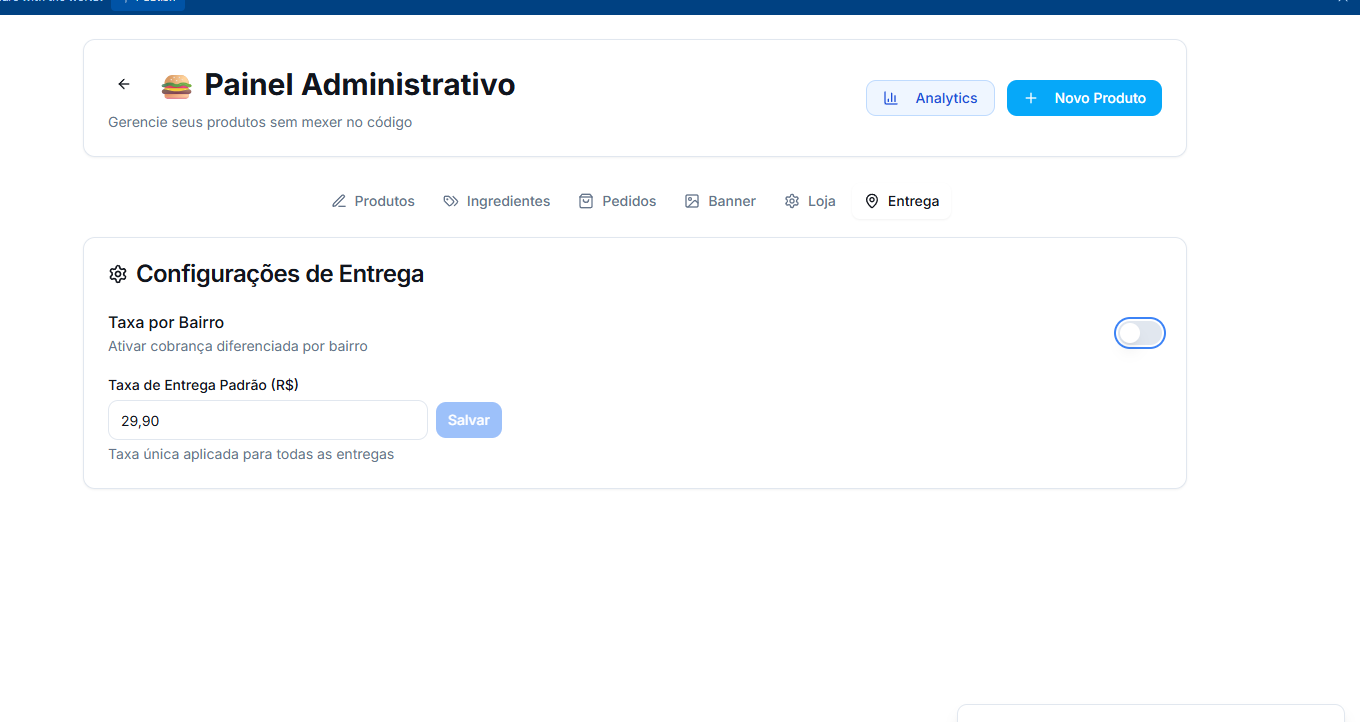 Painel Administrativo
Gerencie seus produtos sem mexer no código
Analytics
Novo Produto
Produtos
Ingredientes
Pedidos
Banner
Loja
Entrega
Configurações de Entrega
Taxa por Bairro
Ativar cobrança diferenciada por bairro
Taxa de Entrega Padrão (R$)
29,90
Salvar
Taxa única aplicada para todas as entregas